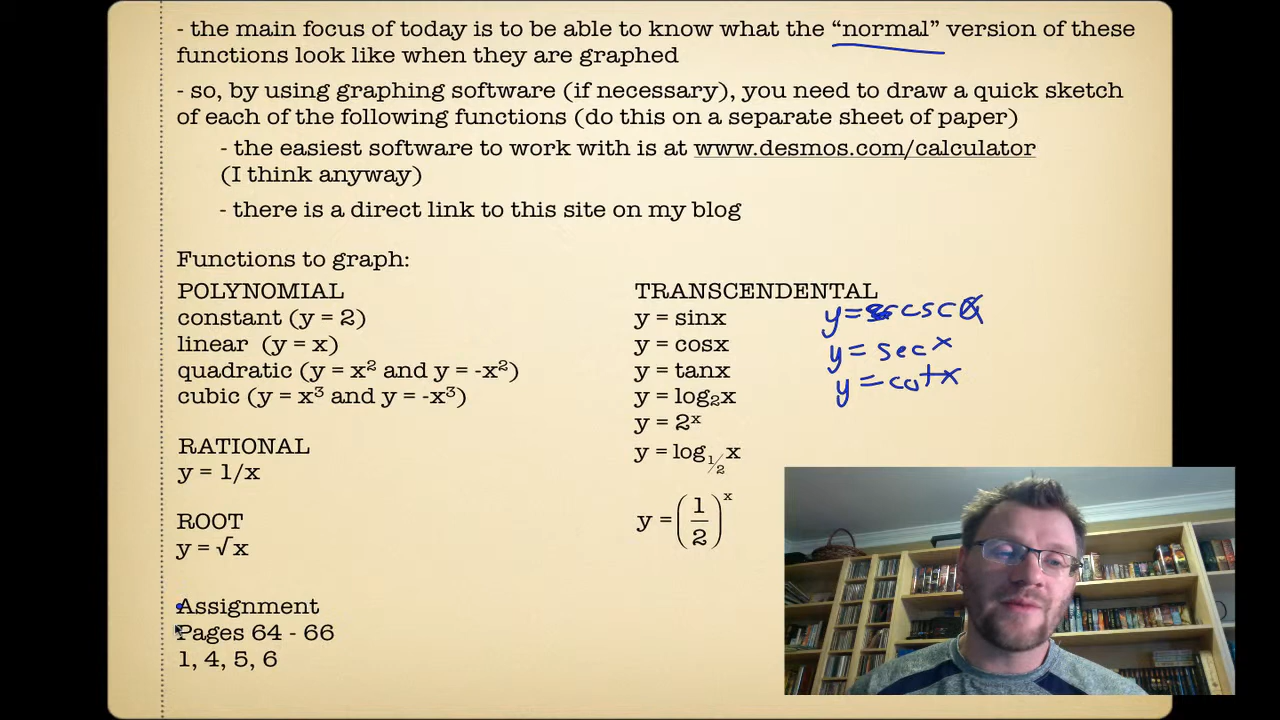 - the main focus of today is to be able to know what the “normal” version of these
functions look like when they are graphed
- so, by using graphing software (if necessary), you need to draw a quick sketch
of each of the following functions (do this on a separate sheet of paper)
- the easiest software to work with is at www.desmos.com/calculator
(I think anyway)
- there is a direct link to this site on my blog
Functions to graph:
POLYNOMIAL
constant (y = 2)
linear (y = x)
quadratic (y = x² and y = -x²)
cubic (y = x³ and y = -x³)
RATIONAL
y = 1/x
ROOT
y = √x
Assignment
Pages 64 - 66
1, 4, 5, 6
TRANSCENDENTAL
y = sinx
y = cosx
y = tanx
y = log₂x
y = 2ˣ
y = log½x
y = (1/2)ˣ
y = csc x
y = sec x
y = cot x